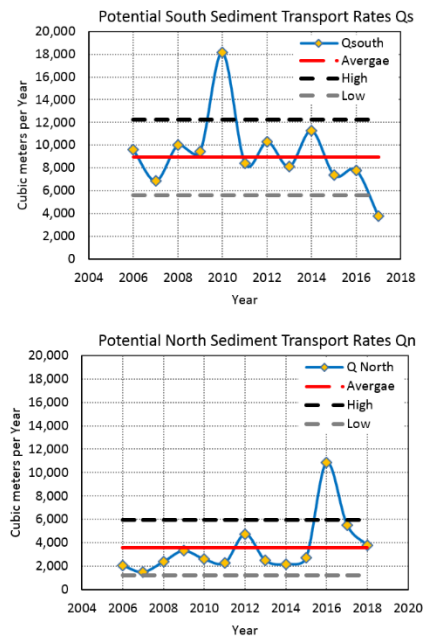 Potential South Sediment Transport Rates Qs
20,000
18,000
16,000
14,000
12,000
10,000
8,000
6,000
4,000
2,000
0
Cubic meters per Year
Qsouth
Avergae
High
Low
2004 2006 2008 2010 2012 2014 2016 2018
Year
Potential North Sediment Transport Rates Qn
20,000
18,000
16,000
14,000
12,000
10,000
8,000
6,000
4,000
2,000
0
Cubic meters per Year
Q North
Avergae
High
Low
2004 2006 2008 2010 2012 2014 2016 2018 2020
Year